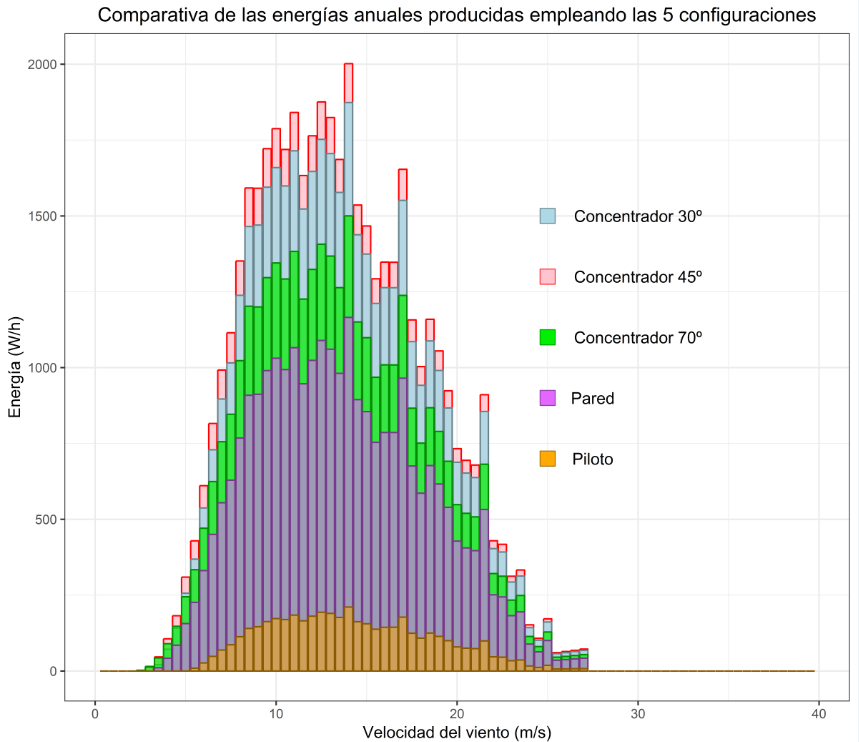 Comparativa de las energías anuales producidas empleando las 5 configuraciones
Energía (W/h)
2000
1500
1000
500
0
Concentrador 30º
Concentrador 45º
Concentrador 70º
Pared
Piloto
0 10 20 30 40
Velocidad del viento (m/s)